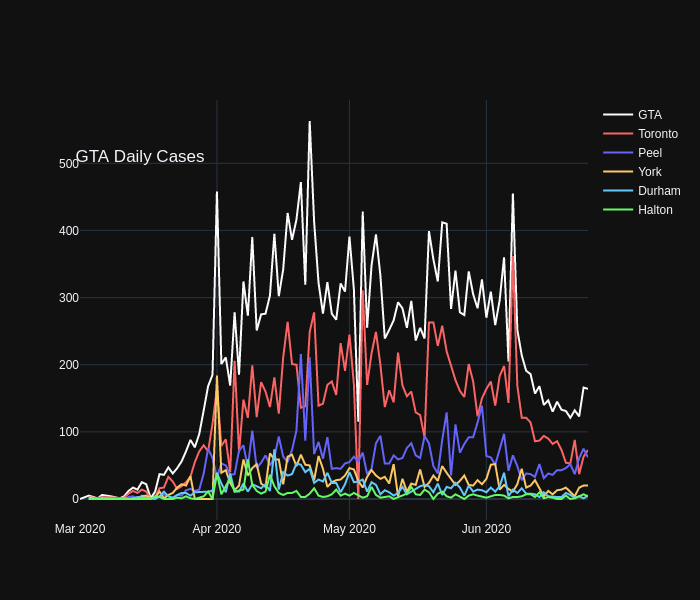 GTA Daily Cases
500
400
300
200
100
0
Mar 2020
Apr 2020
May 2020
Jun 2020
GTA
Toronto
Peel
York
Durham
Halton